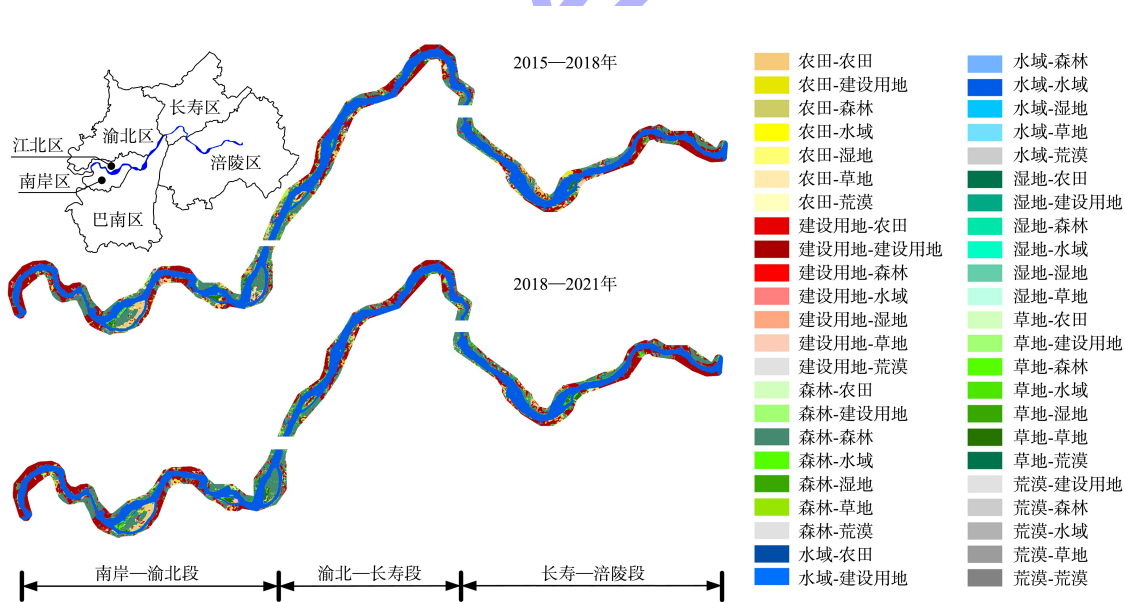 2015—2018年
长寿区
渝北区
江北区
涪陵区
南岸区
巴南区
2018—2021年
南岸—渝北段
渝北—长寿段
长寿—涪陵段
农田-农田
农田-建设用地
农田-森林
农田-水域
农田-湿地
农田-草地
农田-荒漠
建设用地-农田
建设用地-建设用地
建设用地-森林
建设用地-水域
建设用地-湿地
建设用地-草地
建设用地-荒漠
森林-农田
森林-建设用地
森林-森林
森林-水域
森林-湿地
森林-草地
森林-荒漠
水域-农田
水域-建设用地
水域-森林
水域-水域
水域-湿地
水域-草地
水域-荒漠
湿地-农田
湿地-建设用地
湿地-森林
湿地-水域
湿地-湿地
湿地-草地
草地-农田
草地-建设用地
草地-森林
草地-水域
草地-湿地
草地-草地
草地-荒漠
荒漠-建设用地
荒漠-森林
荒漠-水域
荒漠-草地
荒漠-荒漠